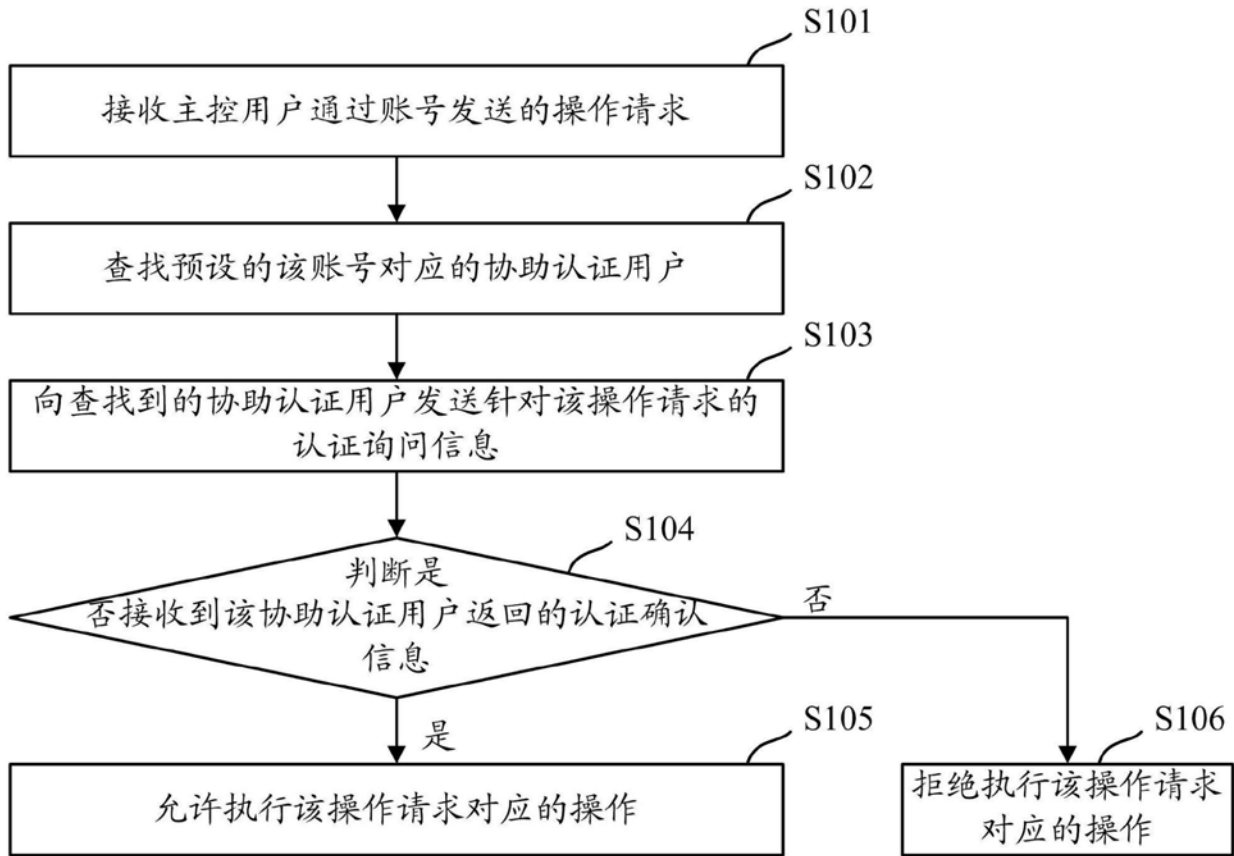 S101
接收主控用户通过账号发送的操作请求
S102
查找预设的该账号对应的协助认证用户
S103
向查找到的协助认证用户发送针对该操作请求的
认证询问信息
S104
判断是
否接收到该协助认证用户返回的认证确认
信息
否
是
S105
允许执行该操作请求对应的操作
S106
拒绝执行该操作请求
对应的操作